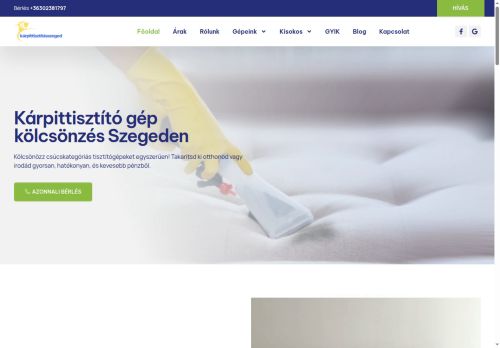 Bérlés +36302381797
HÍVÁS
kárpittisztításszeged
Főoldal Árak Rólunk Gépeink Kisokos GYIK Blog Kapcsolat
Kárpittisztító gép
kölcsönzés Szegeden
Kölcsönözz csúcskategóriás tisztítógépeket egyszerűen! Takarítsd ki otthonod vagy
irodád gyorsan, hatékonyan, és kevesebb pénzből.
AZONNALI BÉRLÉS